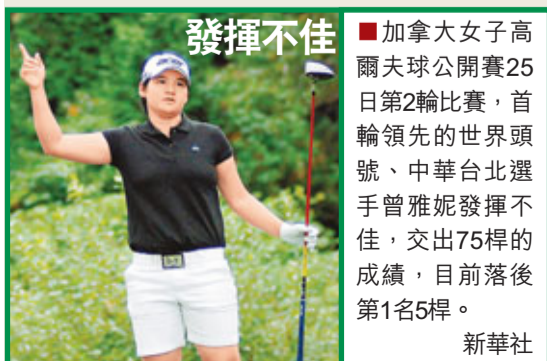 發揮不佳
■加拿大女子高
爾夫球公開賽25
日第2輪比賽，首
輪領先的世界頭
號、中華台北選
手曾雅妮發揮不
佳，交出75桿的
成績，目前落後
第1名5桿。
新華社